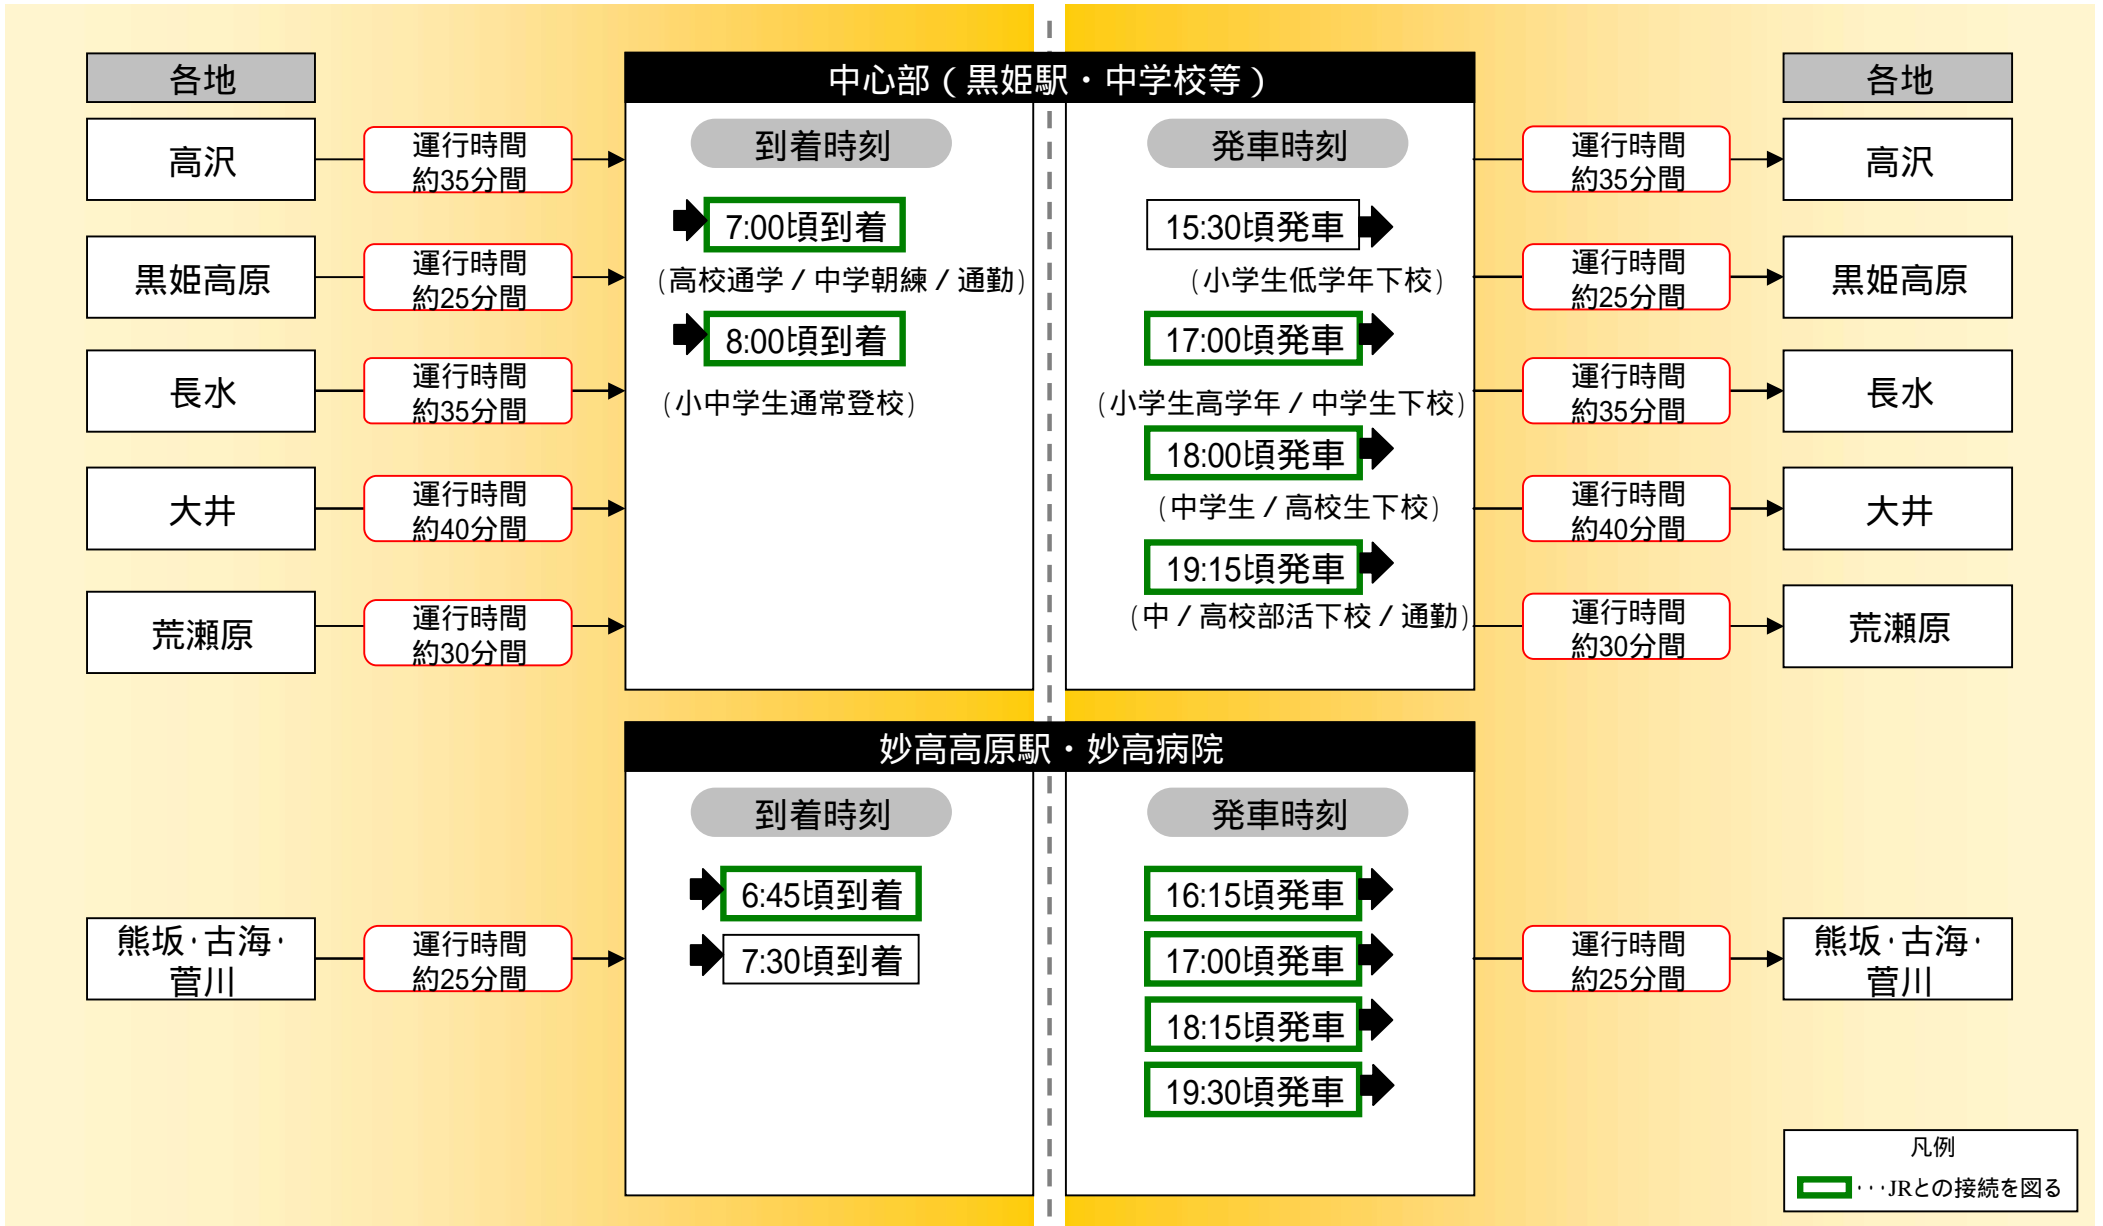 各地
中心部(黒姫駅・中学校等)
各地
到着時刻
発車時刻
高沢
運行時間
約35分間
7:00頃到着
(高校通学/中学朝練/通勤)
8:00頃到着
(小中学生通常登校)
15:30頃発車
(小学生低学年下校)
17:00頃発車
(小学生高学年/中学生下校)
18:00頃発車
(中学生/高校生下校)
19:15頃発車
(中/高校部活下校/通勤)
運行時間
約35分間
高沢
黒姫高原
運行時間
約25分間
運行時間
約25分間
黒姫高原
長水
運行時間
約35分間
運行時間
約35分間
長水
大井
運行時間
約40分間
運行時間
約40分間
大井
荒瀬原
運行時間
約30分間
運行時間
約30分間
荒瀬原
妙高高原駅・妙高病院
到着時刻
発車時刻
熊坂・古海・
菅川
運行時間
約25分間
6:45頃到着
7:30頃到着
16:15頃発車
17:00頃発車
18:15頃発車
19:30頃発車
運行時間
約25分間
熊坂・古海・
菅川
凡例
・・・JRとの接続を図る